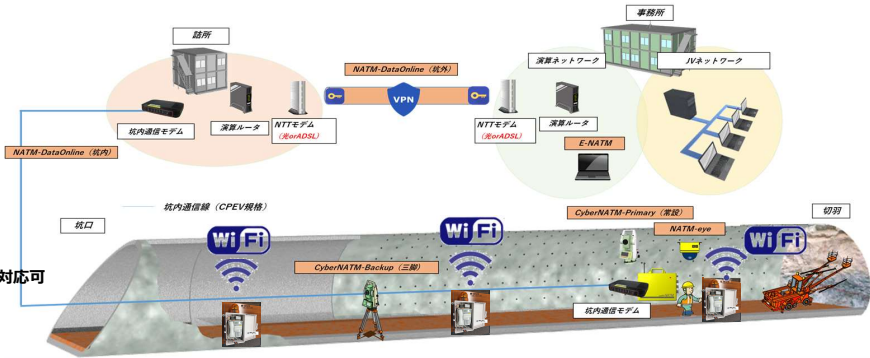 事務所
詰所
NATM-DataOnline（坑外）
演算ネットワーク
JVネットワーク
VPN
坑内通信モデム
演算ルータ
NTTモデム
（光orADSL）
NTTモデム
（光orADSL）
演算ルータ
E-NATM
NATM-DataOnline（坑内）
坑内通信線（CPEV規格）
坑口
CyberNATM-Primary（常設）
切羽
NATM-eye
Wi Fi
Wi Fi
Wi Fi
CyberNATM-Backup（三脚）
対応可
坑内通信モデム